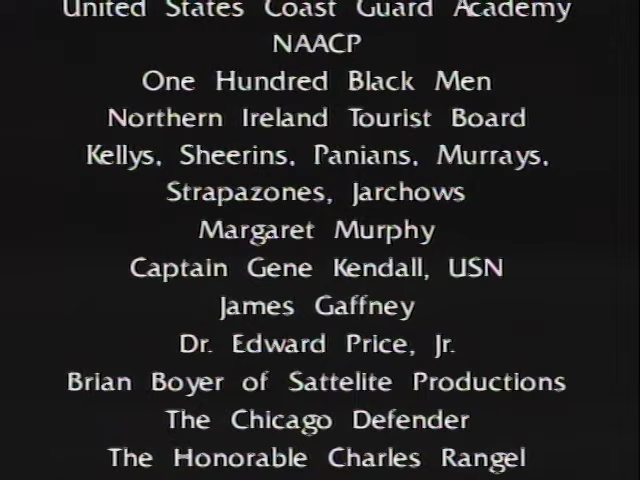 United States Coast Guard Academy
NAACP
One Hundred Black Men
Northern Ireland Tourist Board
Kellys, Sheerins, Panians, Murrays,
Strapazones, Jarchows
Margaret Murphy
Captain Gene Kendall, USN
James Gaffney
Dr. Edward Price, Jr.
Brian Boyer of Sattelite Productions
The Chicago Defender
The Honorable Charles Rangel